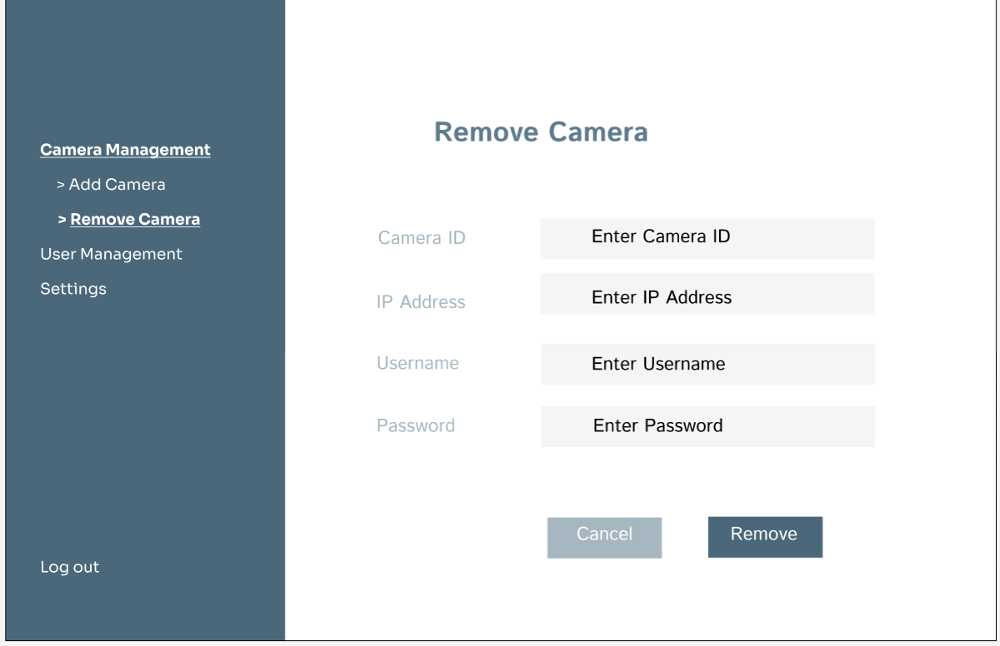 Camera Management
> Add Camera
> Remove Camera
User Management
Settings
Log out
Remove Camera
Camera ID
Enter Camera ID
IP Address
Enter IP Address
Username
Enter Username
Password
Enter Password
Cancel
Remove